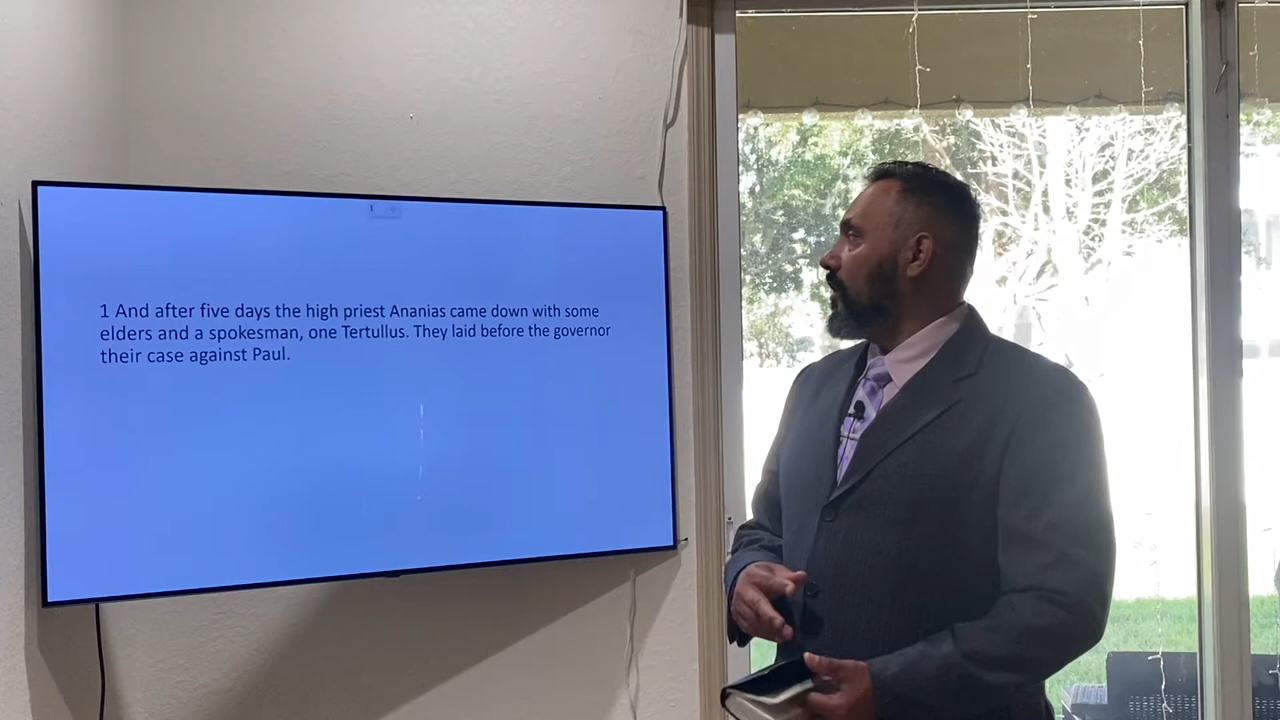 1 And after five days the high priest Ananias came down with some
elders and a spokesman, one Tertullus. They laid before the governor
their case against Paul.